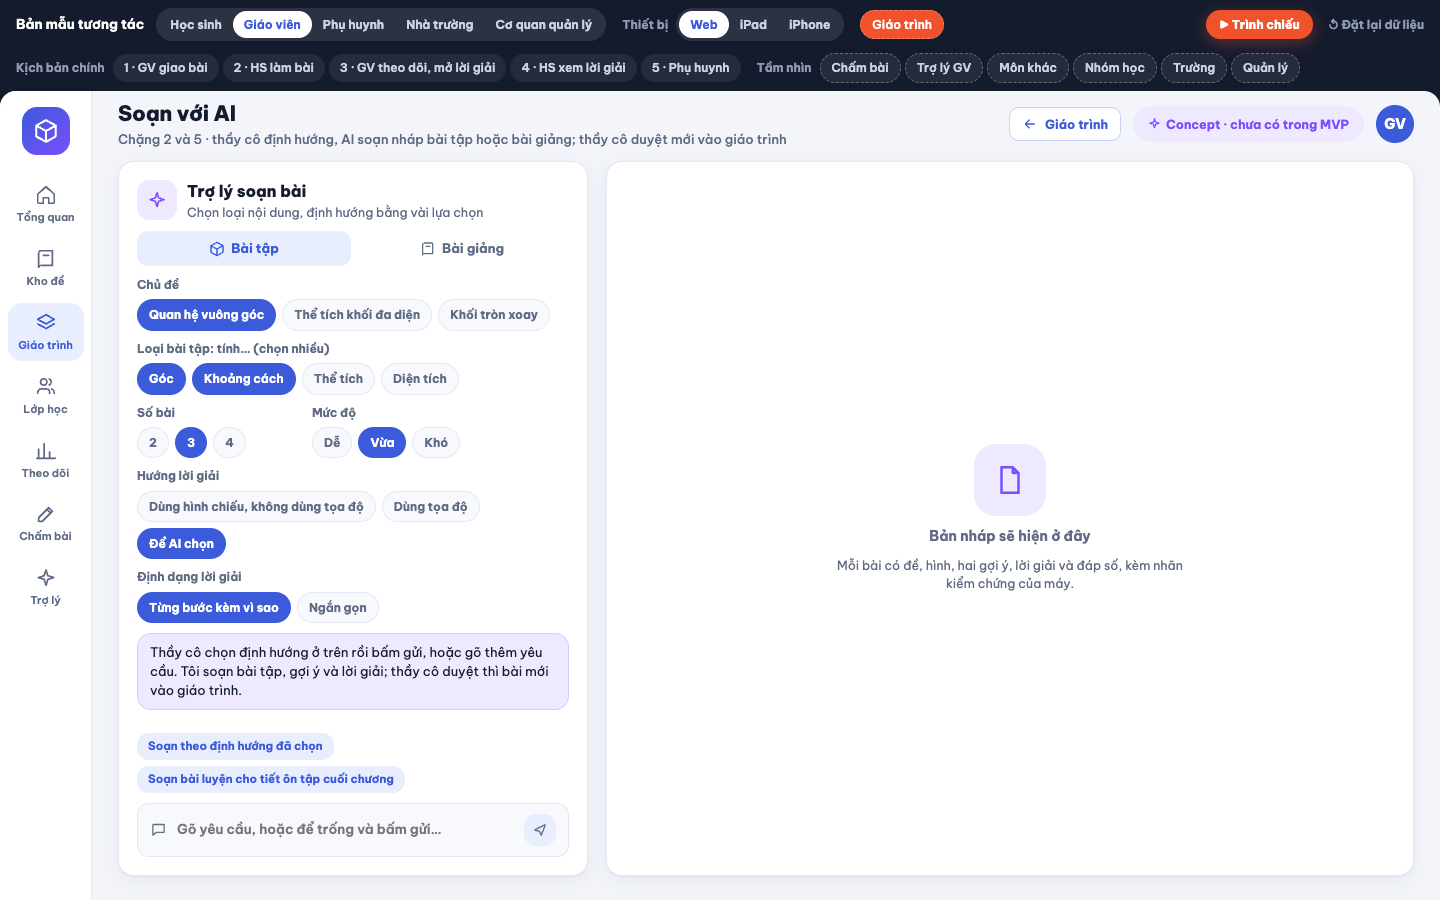 Bản mẫu tương tác
Học sinh
Giáo viên
Phụ huynh
Nhà trường
Cơ quan quản lý
Thiết bị
Web
iPad
iPhone
Giáo trình
Trình chiếu
Đặt lại dữ liệu
Kịch bản chính
1 · GV giao bài
2 · HS làm bài
3 · GV theo dõi, mở lời giải
4 · HS xem lời giải
5 · Phụ huynh
Tầm nhìn
Chấm bài
Trợ lý GV
Môn khác
Nhóm học
Trường
Quản lý
Soạn với AI
Chặng 2 và 5 · thầy cô định hướng, AI soạn nháp bài tập hoặc bài giảng; thầy cô duyệt mới vào giáo trình
← Giáo trình
Concept · chưa có trong MVP
GV
Tổng quan
Kho đề
Giáo trình
Lớp học
Theo dõi
Chấm bài
Trợ lý
Trợ lý soạn bài
Chọn loại nội dung, định hướng bằng vài lựa chọn
Bài tập
Bài giảng
Chủ đề
Quan hệ vuông góc
Thể tích khối đa diện
Khối tròn xoay
Loại bài tập: tính... (chọn nhiều)
Góc
Khoảng cách
Thể tích
Diện tích
Số bài
Mức độ
2
3
4
Dễ
Vừa
Khó
Hướng lời giải
Dùng hình chiếu, không dùng tọa độ
Dùng tọa độ
Để AI chọn
Định dạng lời giải
Từng bước kèm vì sao
Ngắn gọn
Thầy cô chọn định hướng ở trên rồi bấm gửi, hoặc gõ thêm yêu
cầu. Tôi soạn bài tập, gợi ý và lời giải; thầy cô duyệt thì bài mới
vào giáo trình.
Soạn theo định hướng đã chọn
Soạn bài luyện cho tiết ôn tập cuối chương
Gõ yêu cầu, hoặc để trống và bấm gửi...
Bản nháp sẽ hiện ở đây
Mỗi bài có đề, hình, hai gợi ý, lời giải và đáp số, kèm nhãn
kiểm chứng của máy.